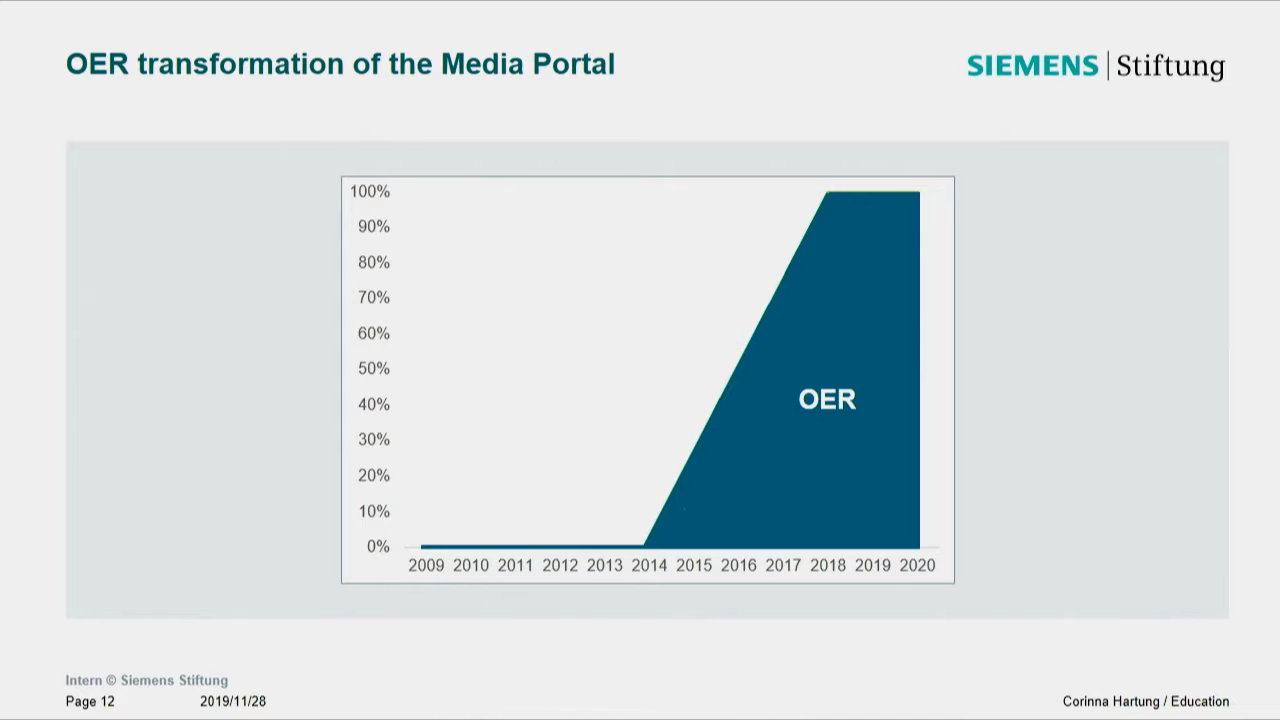 OER transformation of the Media Portal
SIEMENS Stiftung
100%
90%
80%
70%
60%
50%
40%
30%
20%
10%
0%
OER
2009 2010 2011 2012 2013 2014 2015 2016 2017 2018 2019 2020
Intern © Siemens Stiftung
Page 12 2019/11/28 Corinna Hartung / Education